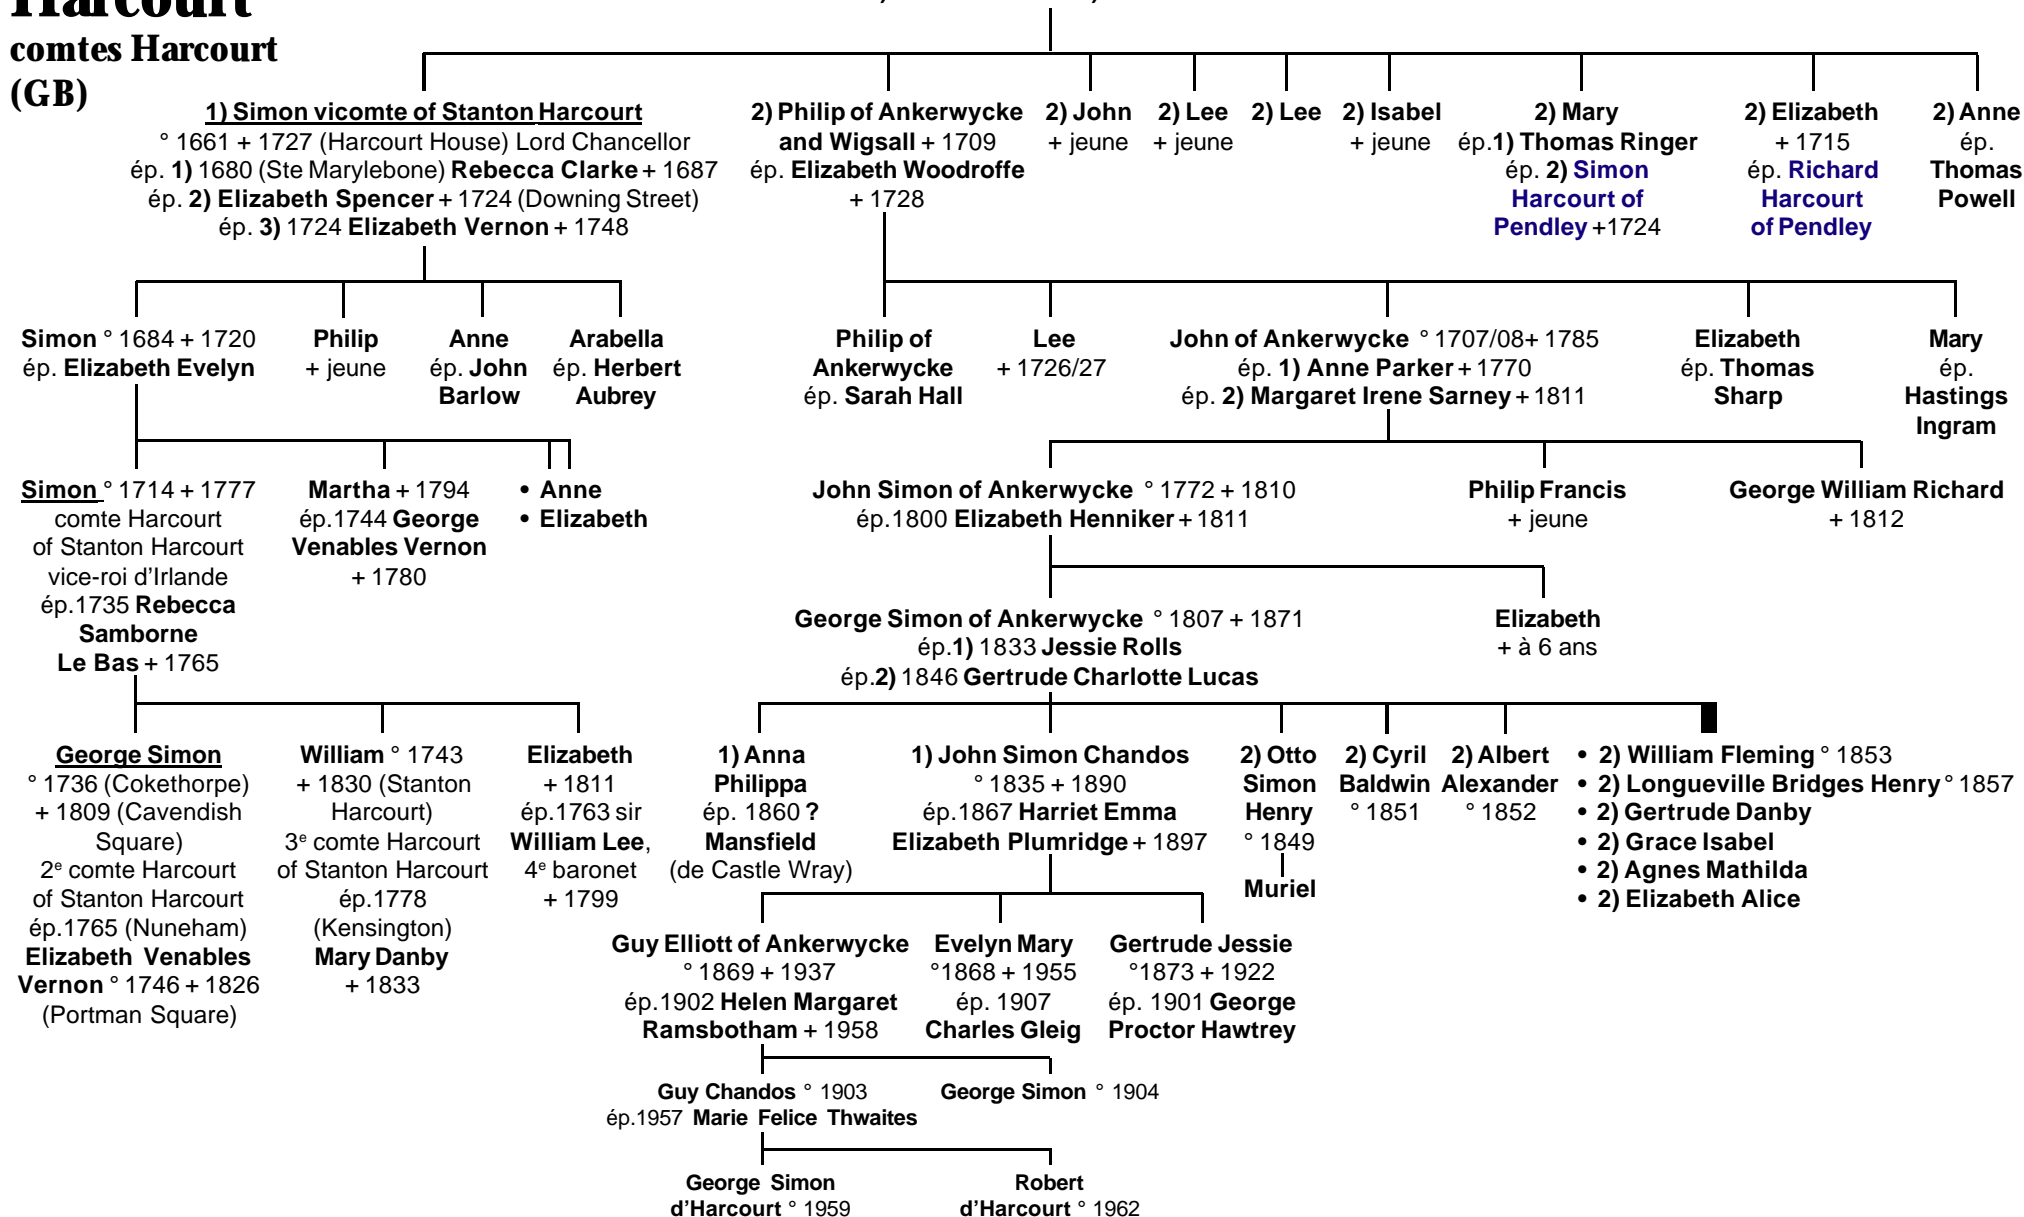 Harcourt
comtes Harcourt
(GB)
1) Simon vicomte of Stanton Harcourt
° 1661 + 1727 (Harcourt House) Lord Chancellor
ép. 1) 1680 (Ste Marylebone) Rebecca Clarke + 1687
ép. 2) Elizabeth Spencer + 1724 (Downing Street)
ép. 3) 1724 Elizabeth Vernon + 1748
2) Philip of Ankerwycke
and Wigsall + 1709
ép. Elizabeth Woodroffe
+ 1728
2) John
+ jeune
2) Lee
+ jeune
2) Lee
2) Isabel
+ jeune
2) Mary
ép.1) Thomas Ringer
ép. 2) Simon
Harcourt of
Pendley +1724
2) Elizabeth
+ 1715
ép. Richard
Harcourt
of Pendley
2) Anne
ép.
Thomas
Powell
Simon ° 1684 + 1720
ép. Elizabeth Evelyn
Philip
+ jeune
Anne
ép. John
Barlow
Arabella
ép. Herbert
Aubrey
Philip of
Ankerwycke
ép. Sarah Hall
Lee
+ 1726/27
John of Ankerwycke ° 1707/08+ 1785
ép. 1) Anne Parker + 1770
ép. 2) Margaret Irene Sarney + 1811
Elizabeth
ép. Thomas
Sharp
Mary
ép.
Hastings
Ingram
Simon ° 1714 + 1777
comte Harcourt
of Stanton Harcourt
vice-roi d'Irlande
ép.1735 Rebecca
Samborne
Le Bas + 1765
Martha + 1794
ép.1744 George
Venables Vernon
+ 1780
• Anne
• Elizabeth
John Simon of Ankerwycke ° 1772 + 1810
ép.1800 Elizabeth Henniker + 1811
Philip Francis
+ jeune
George William Richard
+ 1812
George Simon of Ankerwycke ° 1807 + 1871
ép.1) 1833 Jessie Rolls
ép.2) 1846 Gertrude Charlotte Lucas
Elizabeth
+ à 6 ans
George Simon
° 1736 (Cokethorpe)
+ 1809 (Cavendish
Square)
2e comte Harcourt
of Stanton Harcourt
ép.1765 (Nuneham)
Elizabeth Venables
Vernon ° 1746 + 1826
(Portman Square)
William ° 1743
+ 1830 (Stanton
Harcourt)
3e comte Harcourt
of Stanton Harcourt
ép.1778
(Kensington)
Mary Danby
+ 1833
Elizabeth
+ 1811
ép.1763 sir
William Lee,
4e baronet
+ 1799
1) Anna
Philippa
ép. 1860 ?
Mansfield
(de Castle Wray)
1) John Simon Chandos
° 1835 + 1890
ép.1867 Harriet Emma
Elizabeth Plumridge + 1897
2) Otto
Simon
Henry
° 1849
Muriel
2) Cyril
Baldwin
° 1851
2) Albert
Alexander
° 1852
• 2) William Fleming ° 1853
• 2) Longueville Bridges Henry ° 1857
• 2) Gertrude Danby
• 2) Grace Isabel
• 2) Agnes Mathilda
• 2) Elizabeth Alice
Guy Elliott of Ankerwycke
° 1869 + 1937
ép.1902 Helen Margaret
Ramsbotham + 1958
Evelyn Mary
°1868 + 1955
ép. 1907
Charles Gleig
Gertrude Jessie
°1873 + 1922
ép. 1901 George
Proctor Hawtrey
Guy Chandos ° 1903
ép.1957 Marie Felice Thwaites
George Simon ° 1904
George Simon
d'Harcourt ° 1959
Robert
d'Harcourt ° 1962